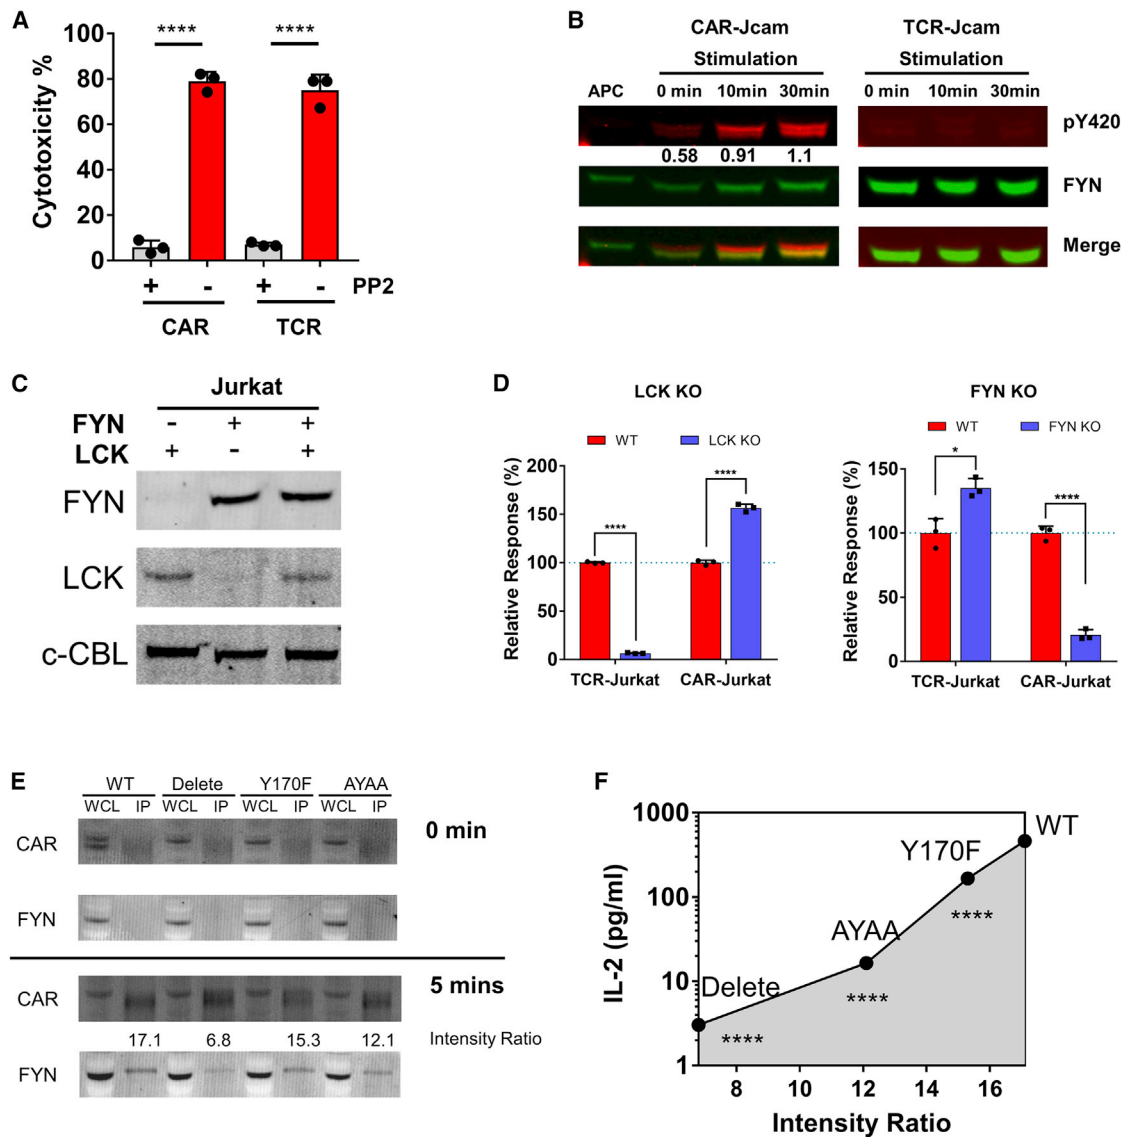 A
****
****
Cytotoxicity %
100
80
60
40
20
0
+ - + - PP2
CAR TCR
B
CAR-Jcam TCR-Jcam
Stimulation Stimulation
APC 0 min 10min 30min 0 min 10min 30min
pY420
0.58 0.91 1.1
FYN
Merge
C
Jurkat
FYN - + +
LCK + - +
FYN
LCK
c-CBL
D
LCK KO
WT LCK KO
Relative Response (%)
200
150
100
50
0
****
****
TCR-Jurkat CAR-Jurkat
FYN KO
WT FYN KO
Relative Response (%)
150
100
50
0
*
****
TCR-Jurkat CAR-Jurkat
E
WT Delete Y170F AYAA
WCL IP WCL IP WCL IP WCL IP
CAR
0 min
FYN
CAR
5 mins
17.1 6.8 15.3 12.1 Intensity Ratio
FYN
F
IL-2 (pg/ml)
1000
100
10
1
WT
Y170F
****
AYAA
****
Delete
****
8 10 12 14 16
Intensity Ratio